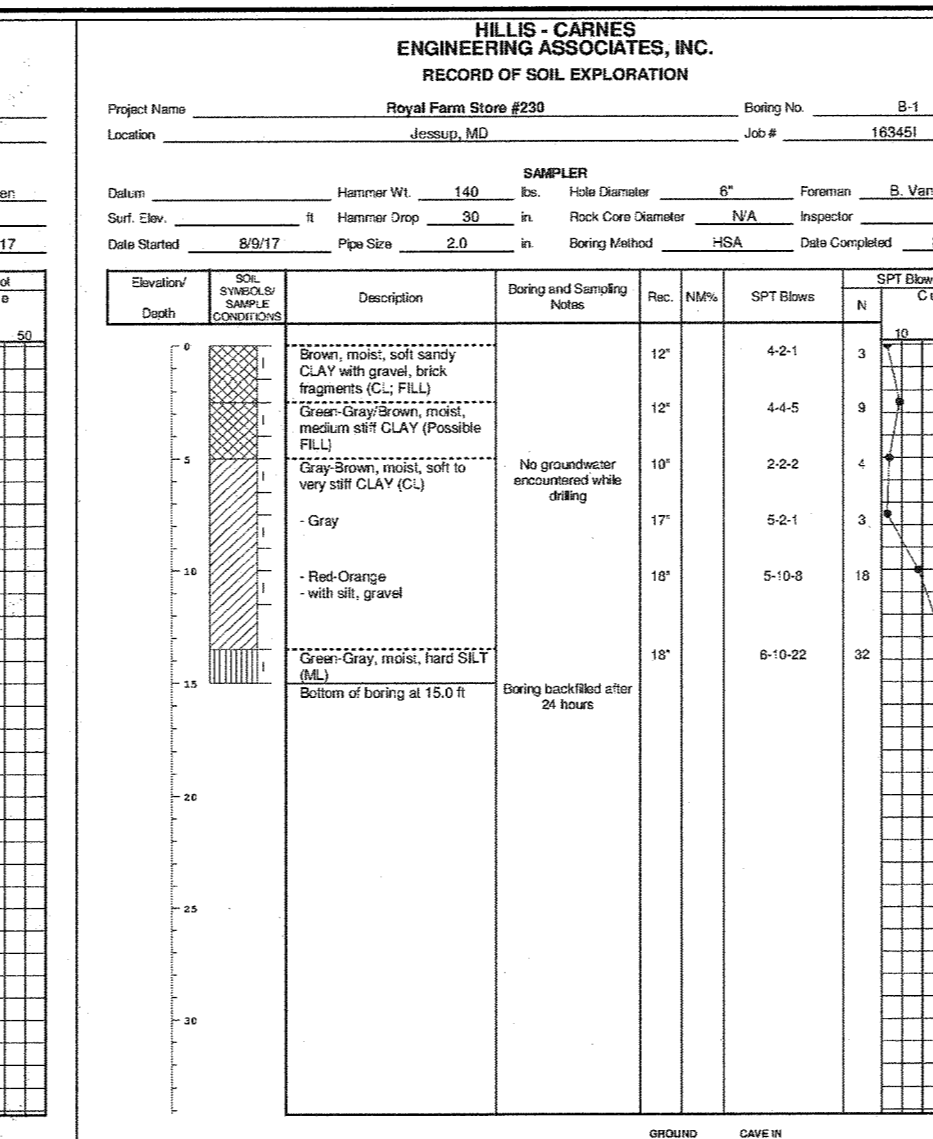 HILLIS - CARNES
ENGINEERING ASSOCIATES, INC.
RECORD OF SOIL EXPLORATION
Project Name Royal Farm Store #230 Boring No. B-1
Location Jessup, MD Job # 16345I
SAMPLER
Datum Hammer Wt. 140 lbs. Hole Diameter 6" Foreman B. Van
Surf. Elev. ft Hammer Drop 30 in. Rock Core Diameter N/A Inspector
17
Date Started 8/9/17 Pipe Size 2.0 in. Boring Method HSA Date Completed
50
Elevation/
Depth
SOIL
SYMBOLS/
SAMPLE
CONDITIONS
Description
Boring and Sampling
Notes
Rec.
NM%
SPT Blows
N
SPT Blow
10
0
Brown, moist, soft sandy
CLAY with gravel, brick
fragments (CL; FILL)
12"
4-2-1
3
Green-Gray/Brown, moist,
medium stiff CLAY (Possible
FILL)
12"
4-4-5
9
5
Gray-Brown, moist, soft to
very stiff CLAY (CL)
No groundwater
encountered while
drilling
10"
2-2-2
4
- Gray
17"
5-2-1
3
10
- Red-Orange
- with silt, gravel
18"
5-10-8
18
Green-Gray, moist, hard SILT
(ML)
18"
6-10-22
32
15
Bottom of boring at 15.0 ft
Boring backfilled after
24 hours
20
25
30
GROUND CAVE IN